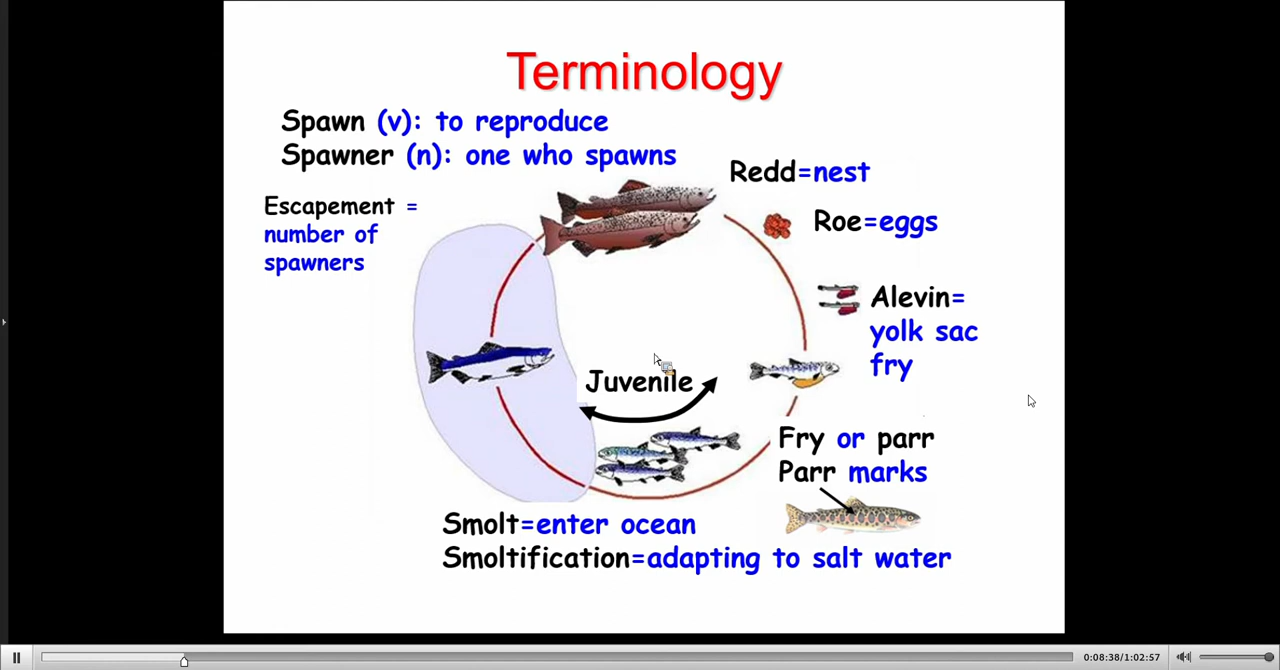 Terminology
Spawn (v): to reproduce
Spawner (n): one who spawns
Redd=nest
Escapement =
number of
spawners
Roe=eggs
Alevin=
yolk sac
fry
Juvenile
Fry or parr
Parr marks
Smolt=enter ocean
Smoltification=adapting to salt water
0:08:38/1:02:57